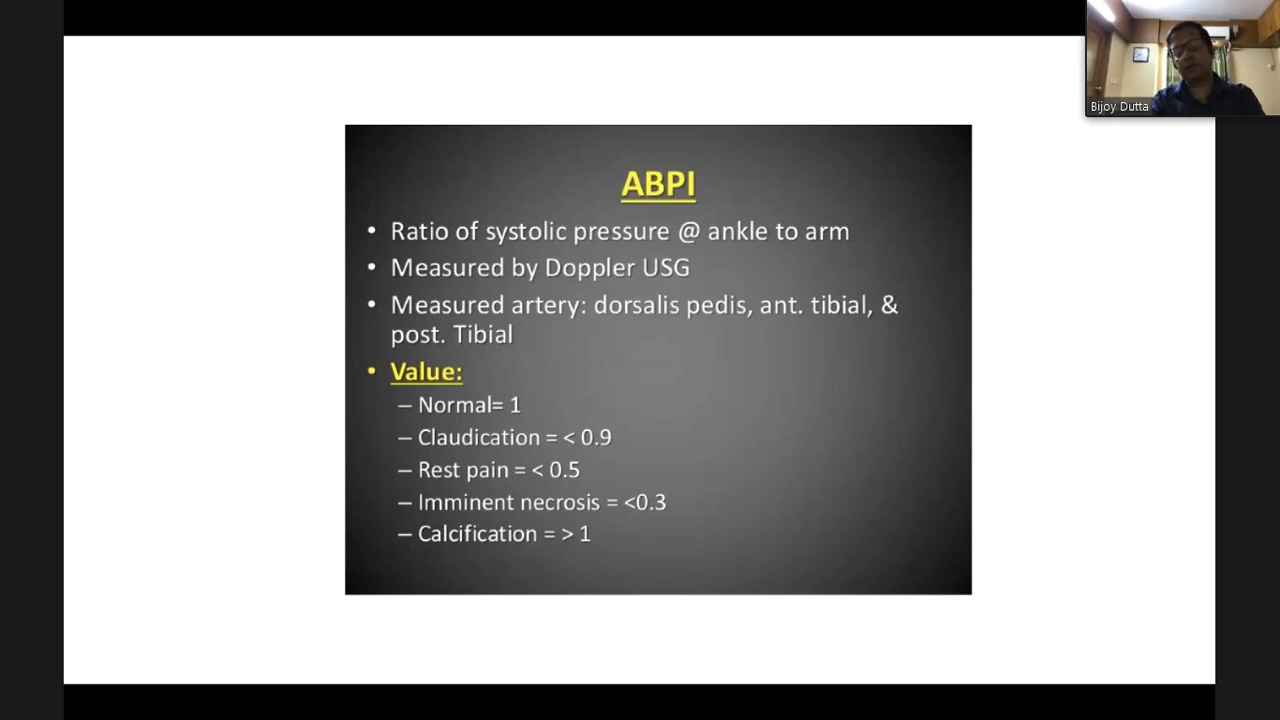 Bijoy Dutta
ABPI
• Ratio of systolic pressure @ ankle to arm
• Measured by Doppler USG
• Measured artery: dorsalis pedis, ant. tibial, &
post. Tibial
• Value:
– Normal= 1
– Claudication = < 0.9
– Rest pain = < 0.5
– Imminent necrosis = <0.3
– Calcification = > 1